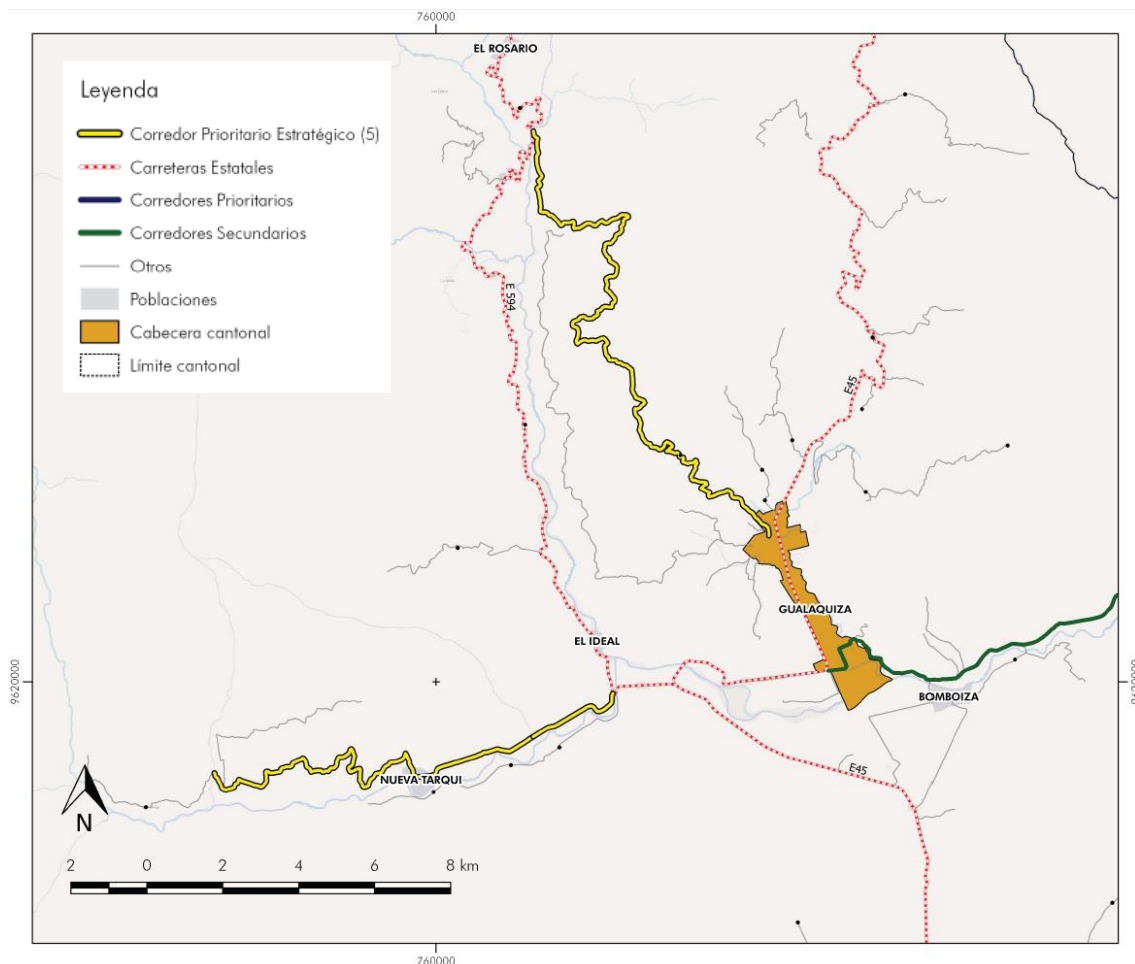 760000
EL ROSARIO
Leyenda
Corredor Prioritario Estratégico (5)
Carreteras Estatales
Corredores Prioritarios
Corredores Secundarios
Otros
Poblaciones
Cabecera cantonal
Límite cantonal
E 594
E45
GUALAQUIZA
EL IDEAL
9620000
BOMBOIZA
E45
NUEVA TARQUI
N
2 0 2 4 6 8 km
760000